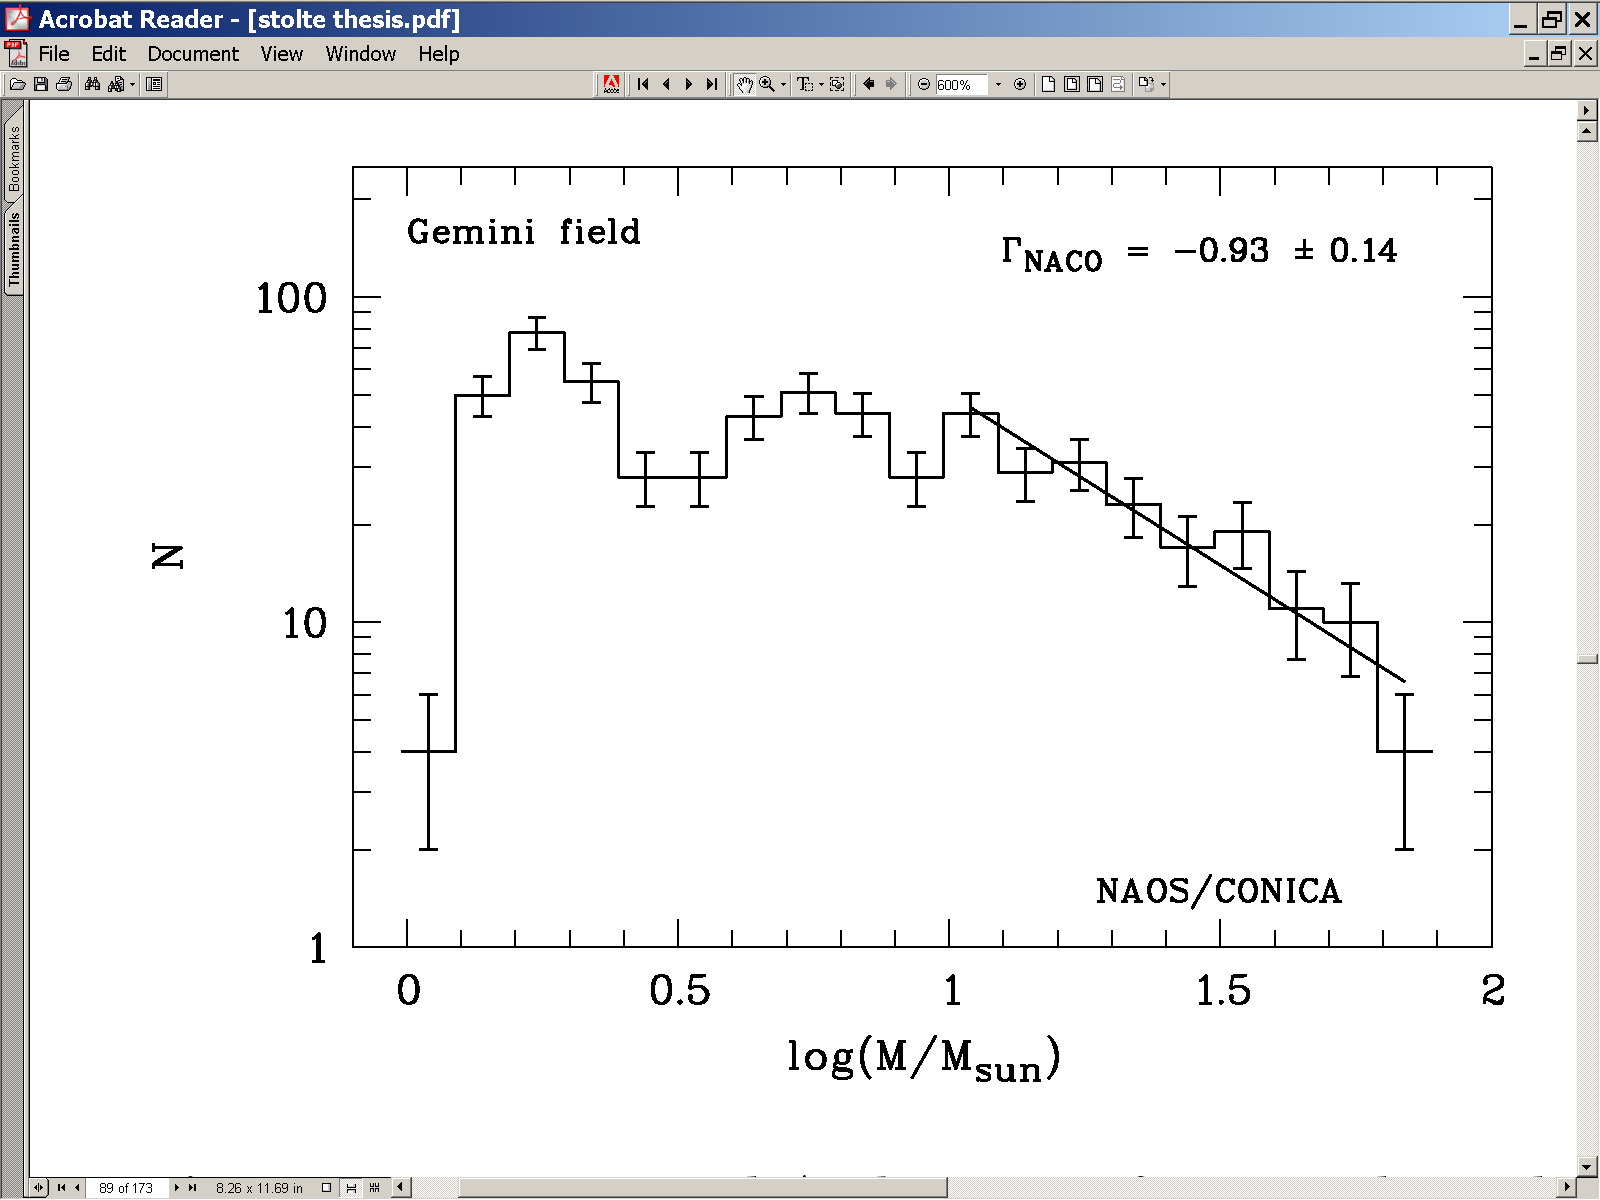 Acrobat Reader - [stolte thesis.pdf]
File Edit Document View Window Help
600%
Bookmarks
Thumbnails
Gemini field
Γ_NACO = −0.93 ± 0.14
100
10
1
N
NAOS/CONICA
0 0.5 1 1.5 2
log(M/M_sun)
89 of 173 8.26 x 11.69 in